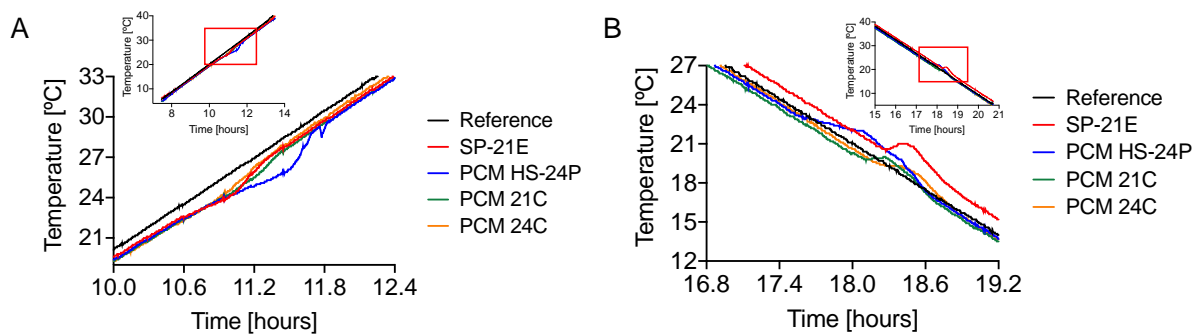 A
Temperature [ºC]
40
30
20
10
8 10 12 14
Time [hours]
Temperature [ºC]
33
30
27
24
21
10.0 10.6 11.2 11.8 12.4
Time [hours]
Reference
SP-21E
PCM HS-24P
PCM 21C
PCM 24C
B
Temperature [ºC]
40
30
20
10
0
15 16 17 18 19 20 21
Time [hours]
Temperature [ºC]
27
24
21
18
15
12
16.8 17.4 18.0 18.6 19.2
Time [hours]
Reference
SP-21E
PCM HS-24P
PCM 21C
PCM 24C